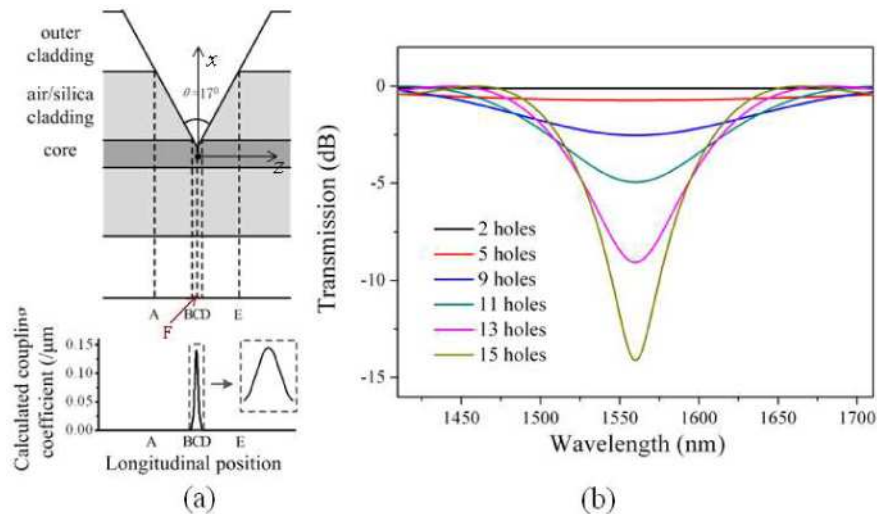 (a)
outer
cladding
air/silica
cladding
core
x
θ=17⁰
z
A BCD E
F
Calculated coupling
coefficient (/μm
0.15
0.10
0.05
0.00
A BCD E
Longitudinal position
(a)
(b)
Transmission (dB)
0
-5
-10
-15
2 holes
5 holes
9 holes
11 holes
13 holes
15 holes
1450 1500 1550 1600 1650 1700
Wavelength (nm)
(b)